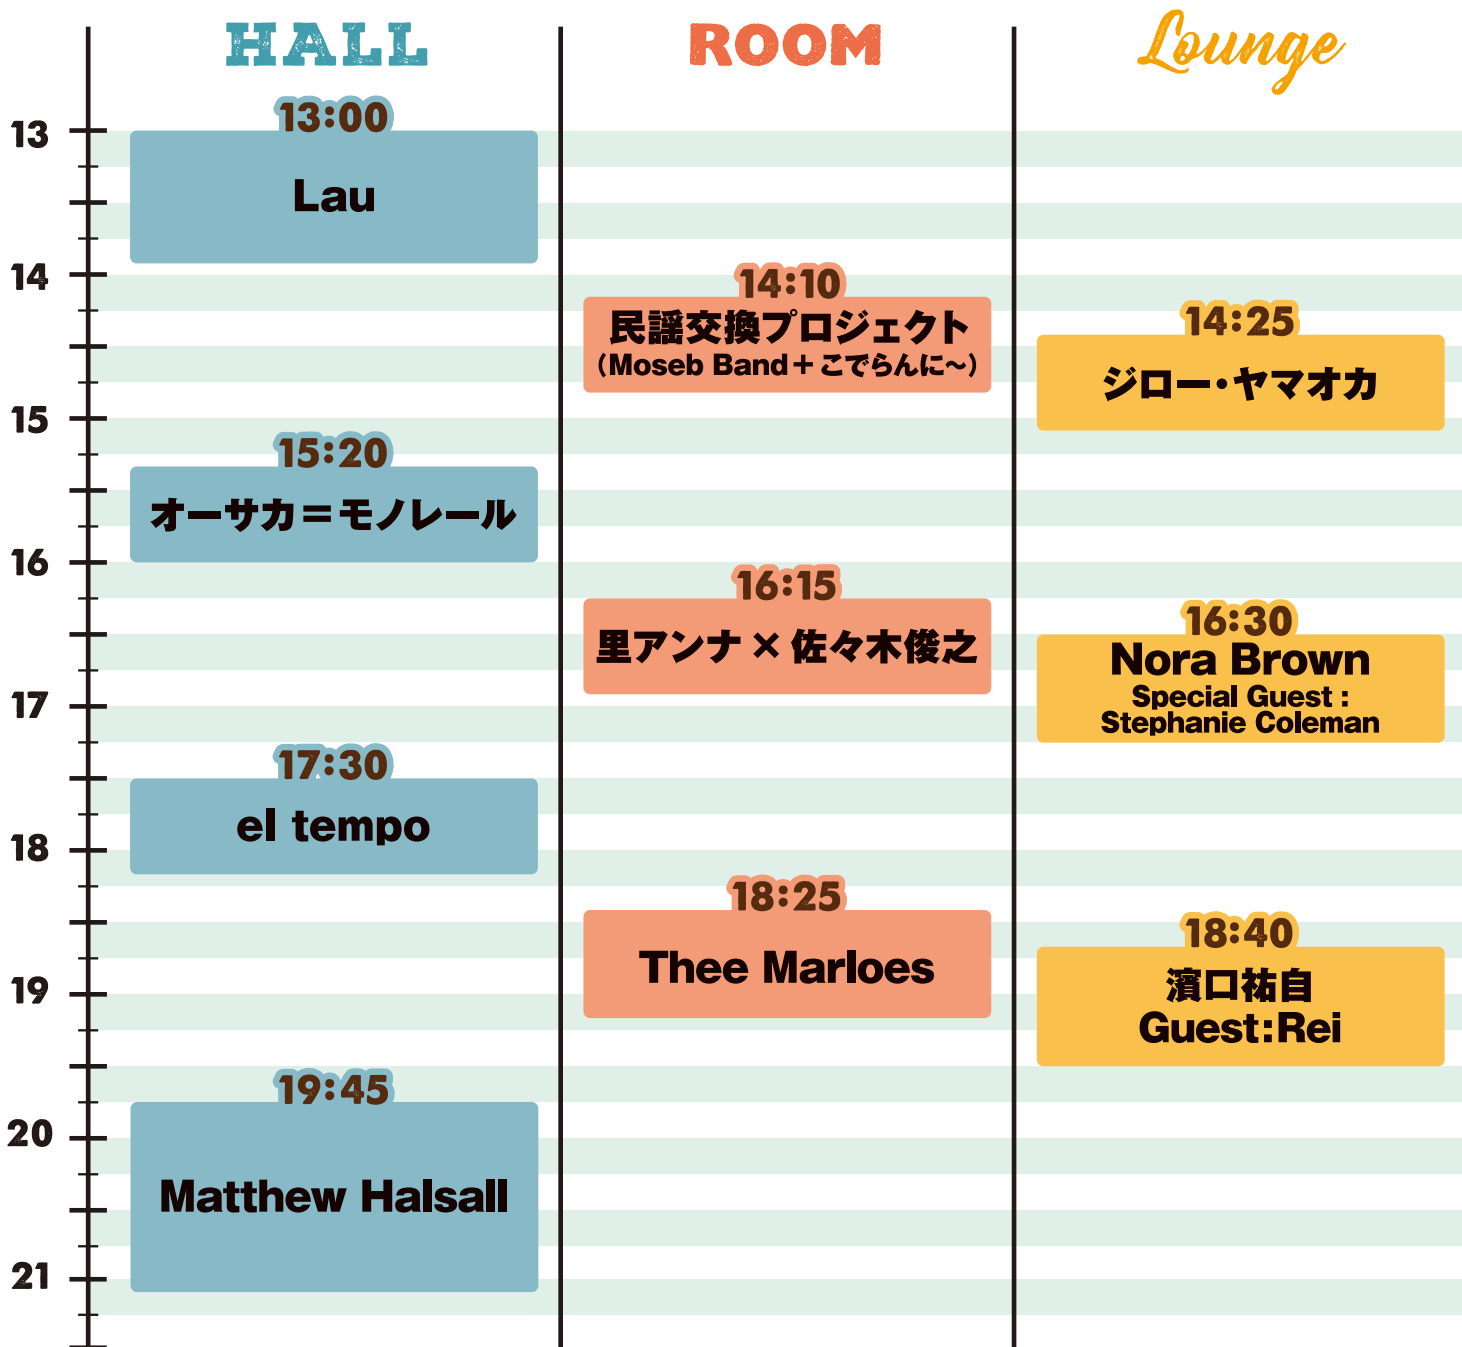 HALL
ROOM
Lounge
13:00
13
Lau
14
14:10
民謡交換プロジェクト
(Moseb Band+こでらんに〜)
14:25
ジロー・ヤマオカ
15
15:20
オーサカ=モノレール
16
16:15
里アンナ × 佐々木俊之
16:30
Nora Brown
Special Guest :
Stephanie Coleman
17
17:30
el tempo
18
18:25
Thee Marloes
18:40
濱口祐自
Guest:Rei
19
19:45
20
Matthew Halsall
21